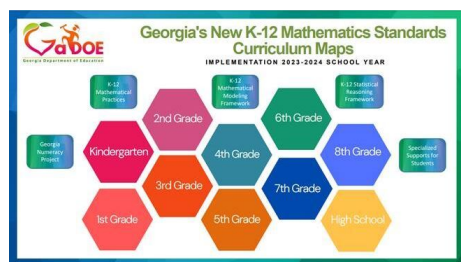 GaDOE
Georgia Department of Education
Georgia's New K-12 Mathematics Standards
Curriculum Maps
IMPLEMENTATION 2023-2024 SCHOOL YEAR
K-12
Mathematical
Practices
K-12
Mathematical
Modeling
Framework
K-12 Statistical
Reasoning
Framework
Georgia
Numeracy
Project
Specialized
Supports for
Students
Kindergarten
1st Grade
2nd Grade
3rd Grade
4th Grade
5th Grade
6th Grade
7th Grade
8th Grade
High School